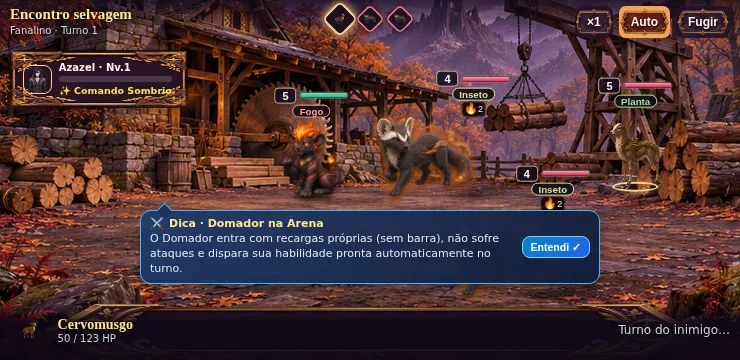 Encontro selvagem
Fanalino · Turno 1
×1
Auto
Fugir
Azazel · Nv.1
✨ Comando Sombrio:
5
Fogo
4
Inseto
🔥2
5
Planta
4
Inseto
🔥2
⚔️ Dica · Domador na Arena
O Domador entra com recargas próprias (sem barra), não sofre
ataques e dispara sua habilidade pronta automaticamente no
turno.
Entendi ✓
Cervomusgo
50 / 123 HP
Turno do inimigo...